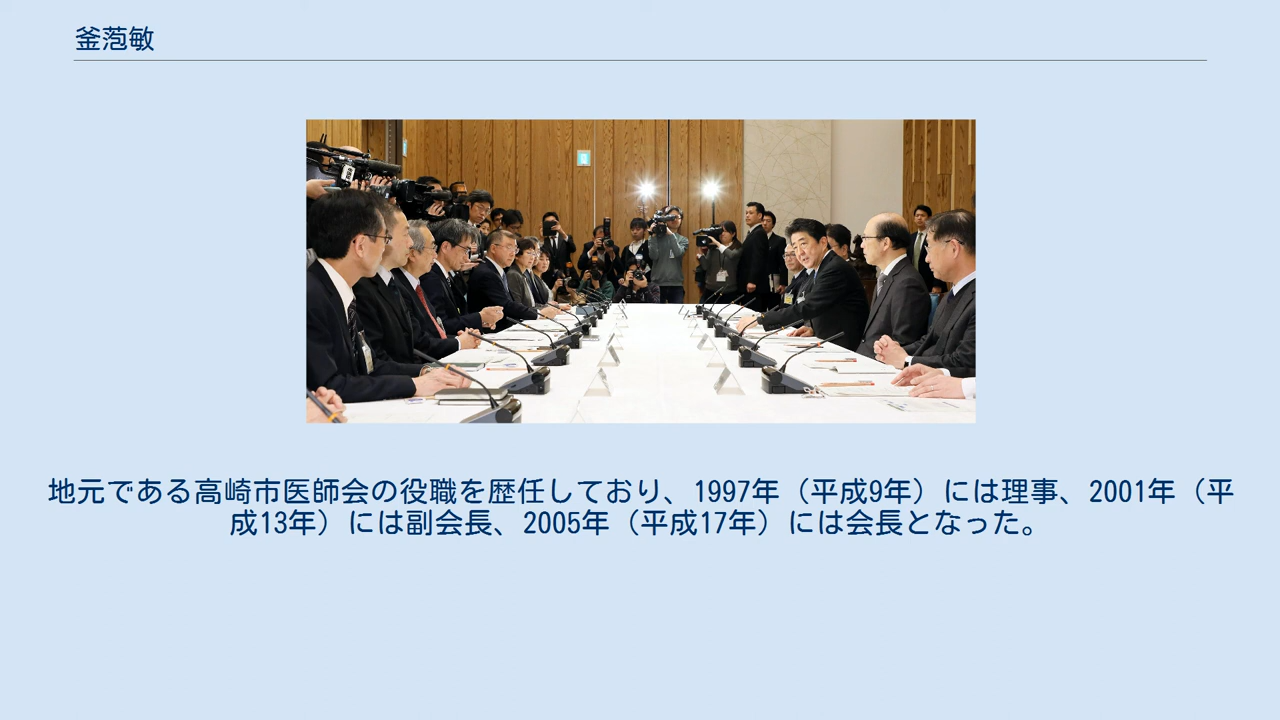 釜萢敏
地元である高崎市医師会の役職を歴任しており、1997年（平成9年）には理事、2001年（平
成13年）には副会長、2005年（平成17年）には会長となった。